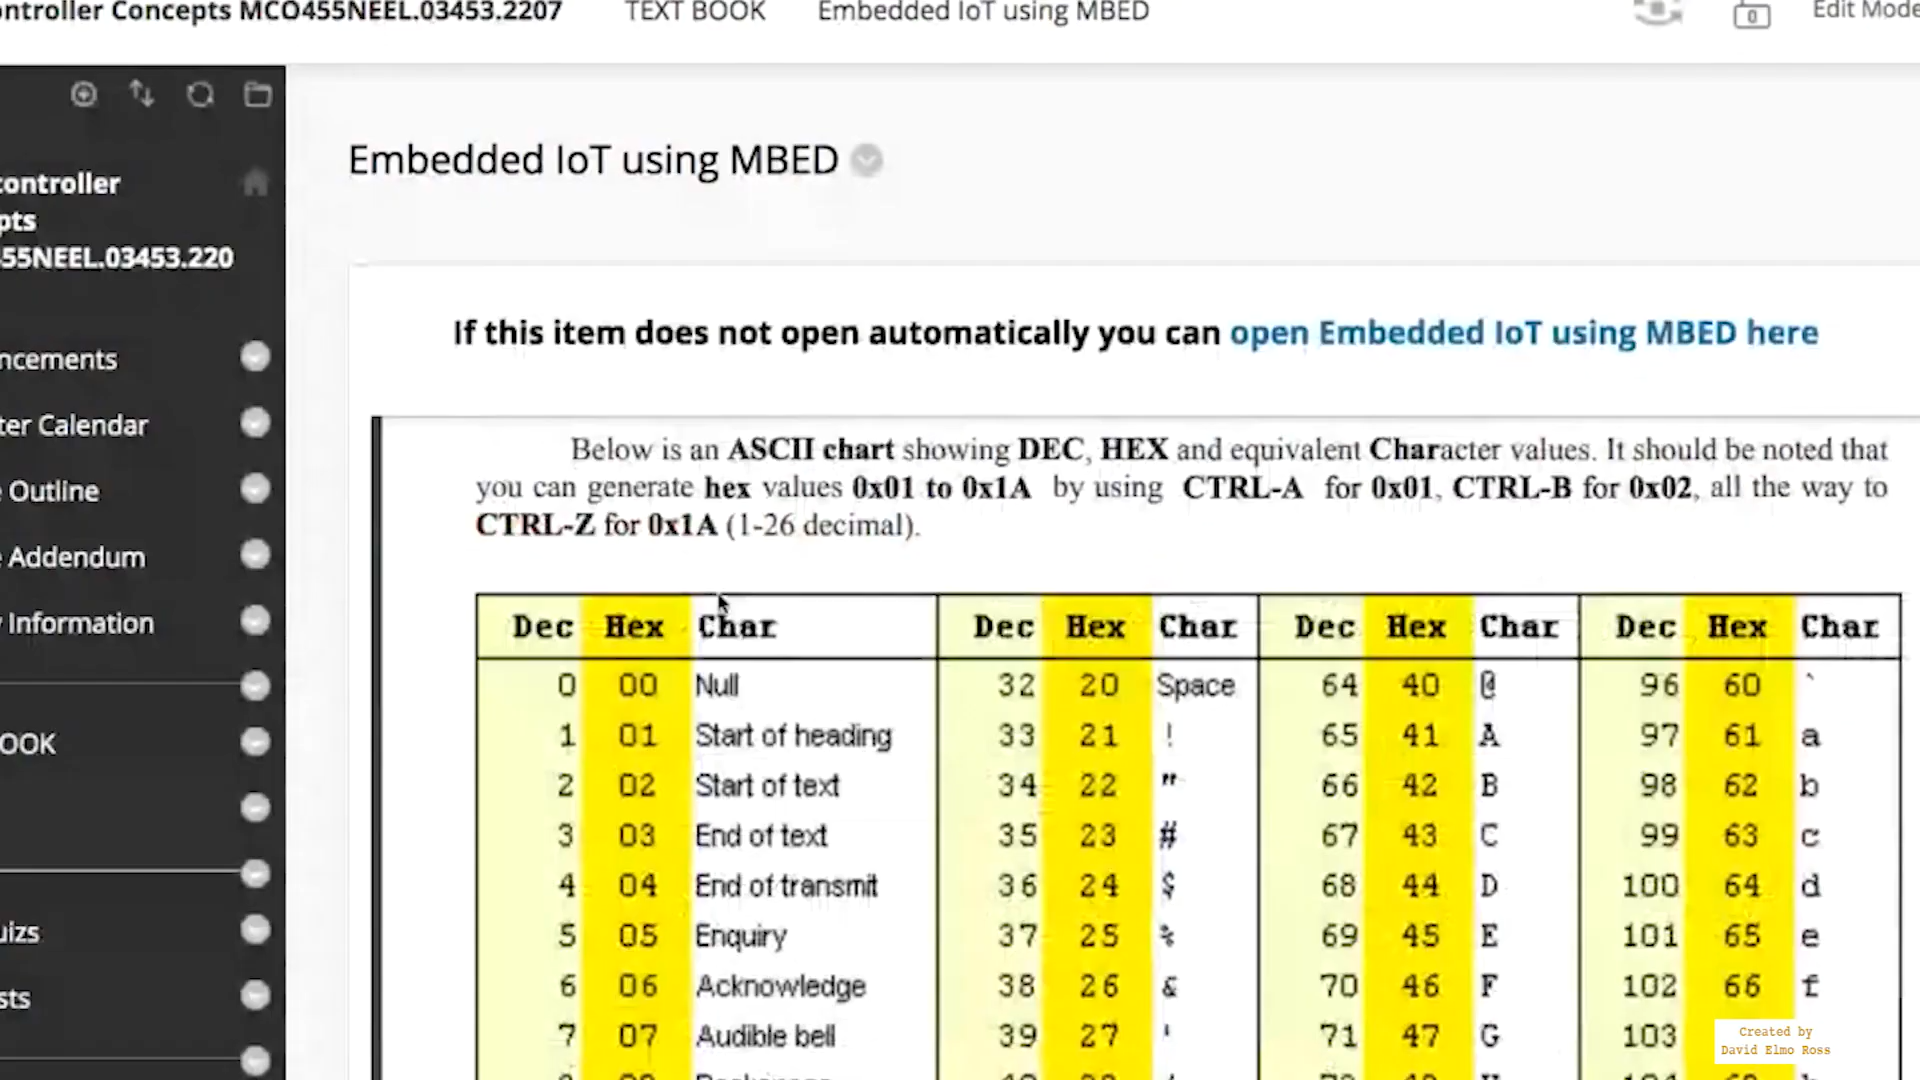 ntroller Concepts MCO455NEEL.03453.2207 TEXT BOOK Embedded IoT using MBED Edit Mode
0
controller
pts
55NEEL.03453.220
ncements
ter Calendar
e Outline
e Addendum
y Information
OOK
uizs
sts
Embedded IoT using MBED
If this item does not open automatically you can open Embedded IoT using MBED here
Below is an ASCII chart showing DEC, HEX and equivalent Character values. It should be noted that
you can generate hex values 0x01 to 0x1A by using CTRL-A for 0x01, CTRL-B for 0x02, all the way to
CTRL-Z for 0x1A (1-26 decimal).
Dec Hex Char Dec Hex Char Dec Hex Char Dec Hex Char
0 00 Null 32 20 Space 64 40 @ 96 60 `
1 01 Start of heading 33 21 ! 65 41 A 97 61 a
2 02 Start of text 34 22 " 66 42 B 98 62 b
3 03 End of text 35 23 # 67 43 C 99 63 c
4 04 End of transmit 36 24 $ 68 44 D 100 64 d
5 05 Enquiry 37 25 % 69 45 E 101 65 e
6 06 Acknowledge 38 26 & 70 46 F 102 66 f
7 07 Audible bell 39 27 ' 71 47 G 103
Created by
David Elmo Ross